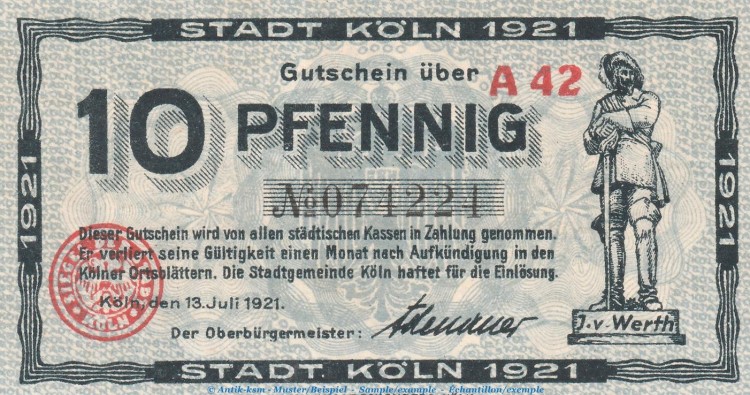 STADT KÖLN 1921
Gutschein über A 42
10 PFENNIG
1921
1921
№ 074224
Dieser Gutschein wird von allen städtischen Kassen in Zahlung genommen.
Er verliert seine Gültigkeit einen Monat nach Aufkündigung in den
Kölner Ortsblättern. Die Stadtgemeinde Köln haftet für die Einlösung.
Köln, den 13. Juli 1921.
Der Oberbürgermeister:
J. v. Werth
KÖLN
STADT KÖLN 1921
© Antik-ksm - Muster/Beispiel - Sample/example - Échantillon/exemple